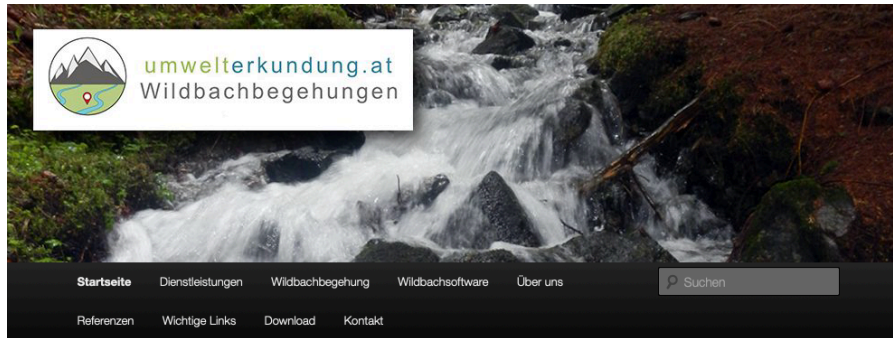 umwelterkundung.at
Wildbachbegehungen
Startseite Dienstleistungen Wildbachbegehung Wildbachsoftware Über uns Suchen
Referenzen Wichtige Links Download Kontakt